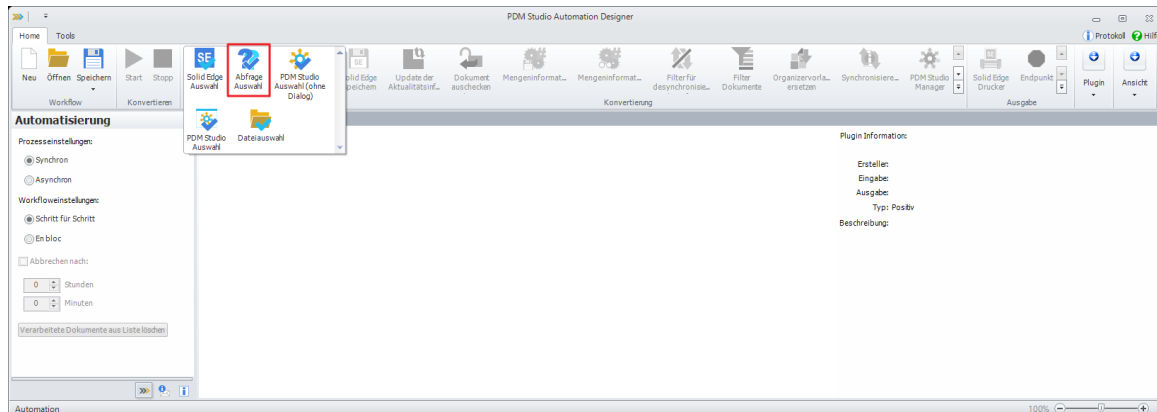 PDM Studio Automation Designer
Home Tools
Protokoll Hilf
Neu Öffnen Speichern Start Stopp
Solid Edge Auswahl
Abfrage Auswahl
PDM Studio Auswahl (ohne Dialog)
PDM Studio Auswahl
Dateiauswahl
olid Edge peichern
Update der Aktualitätsinf...
Dokument auschecken
Mengeninformat...
Mengeninformat...
Filter für desynchronisie...
Filter Dokumente
Organizervorla... ersetzen
Synchronisiere...
PDM Studio Manager
Solid Edge Drucker
Endpunkt
Plugin
Ansicht
Workflow Konvertieren Konvertierung Ausgabe
Automatisierung
Prozesseinstellungen:
Synchron
Asynchron
Workfloweinstellungen:
Schritt für Schritt
En bloc
Abbrechen nach:
0 Stunden
0 Minuten
Verarbeitete Dokumente aus Liste löschen
Plugin Information:
Ersteller:
Eingabe:
Ausgabe:
Typ: Positiv
Beschreibung:
Automation
100%